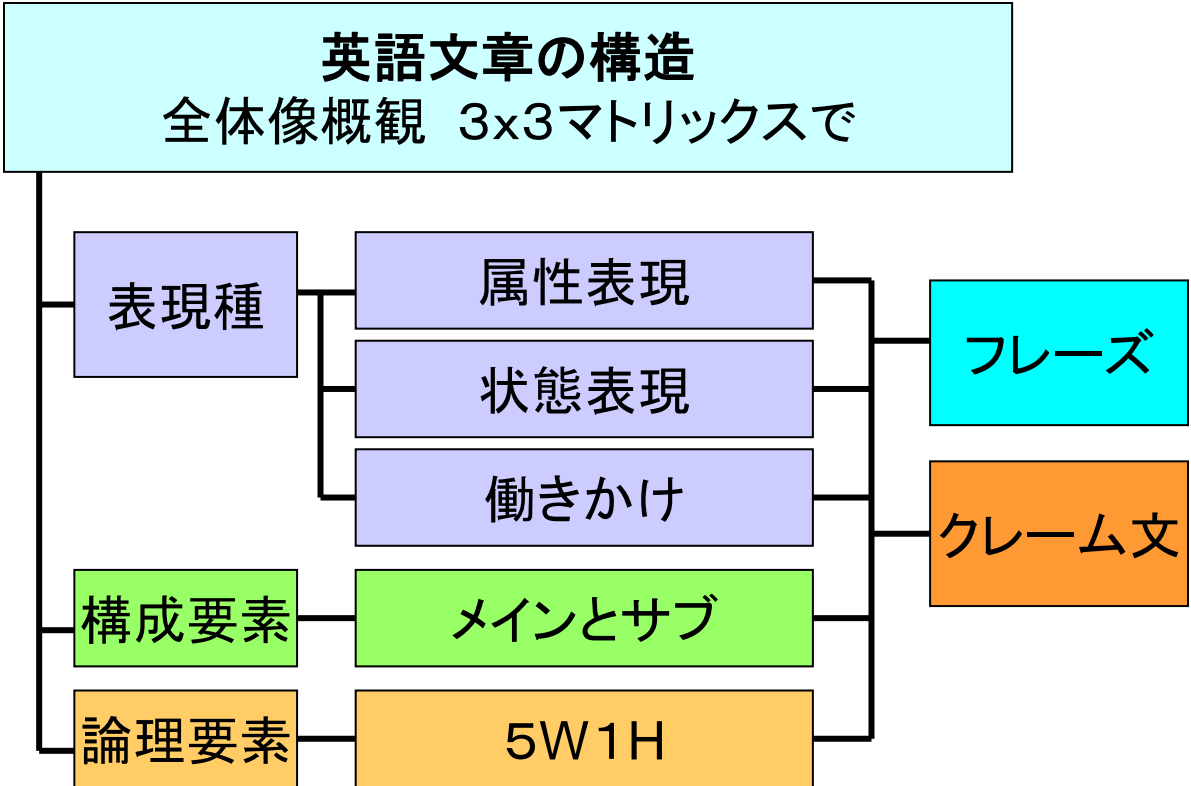 英語文章の構造
全体像概観 3x3マトリックスで
表現種
属性表現
状態表現
働きかけ
フレーズ
クレーム文
構成要素
メインとサブ
論理要素
5W1H